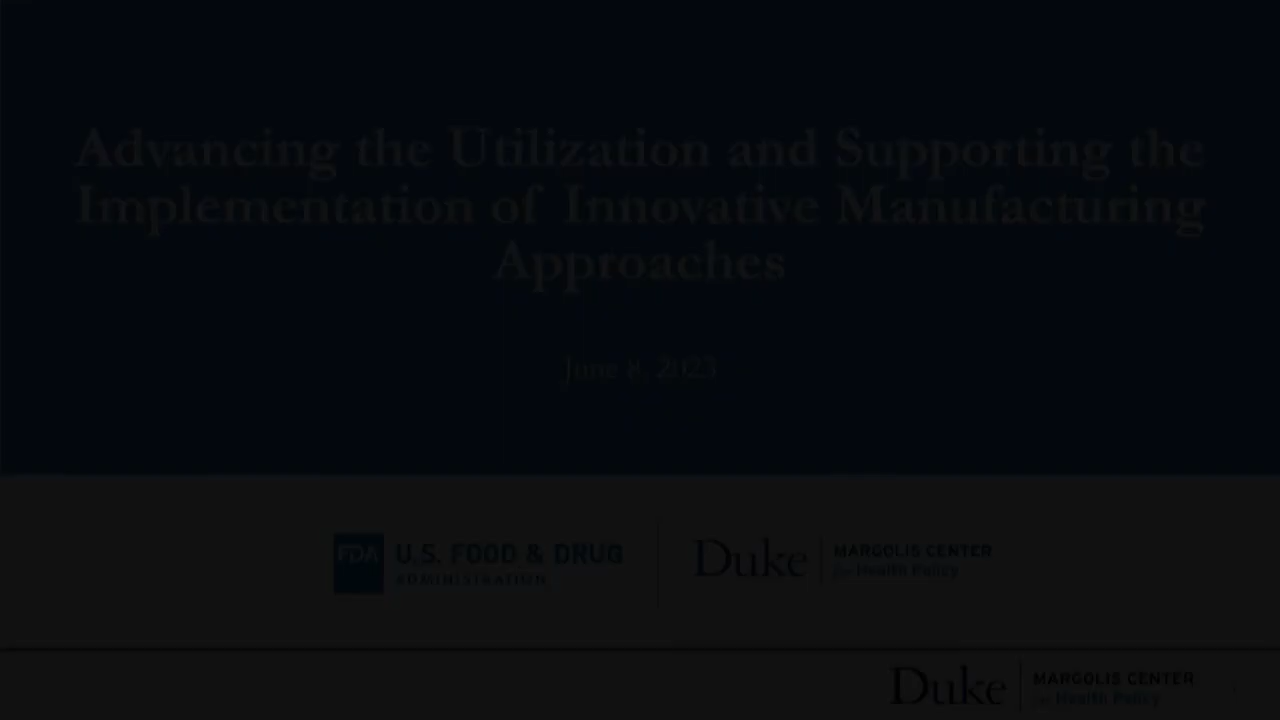 Advancing the Utilization and Supporting the
Implementation of Innovative Manufacturing
Approaches
June 8, 2023
FDA U.S. FOOD & DRUG
ADMINISTRATION
Duke MARGOLIS CENTER
for Health Policy
Duke MARGOLIS CENTER
for Health Policy